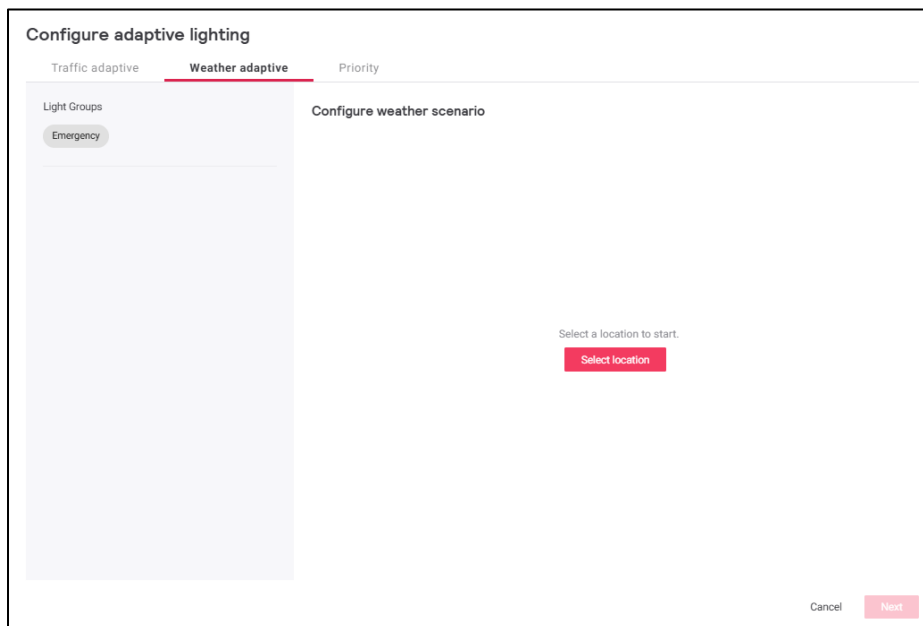 Configure adaptive lighting
Traffic adaptive Weather adaptive Priority
Light Groups
Emergency
Configure weather scenario
Select a location to start.
Select location
Cancel Next